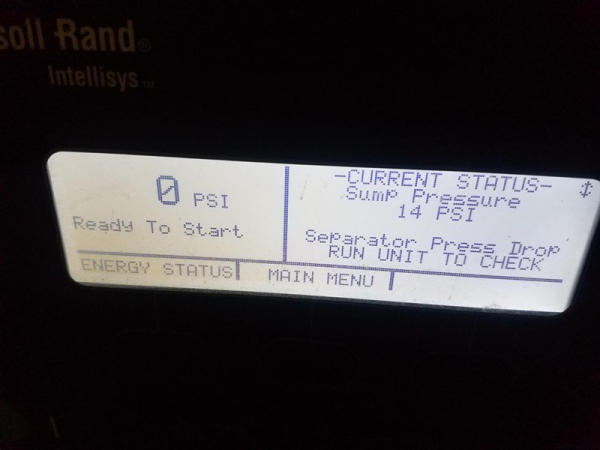 soll Rand®
Intellisys™
0 PSI
Ready To Start
-CURRENT STATUS-
Sump Pressure
14 PSI
Separator Press Drop
RUN UNIT TO CHECK
ENERGY STATUS
MAIN MENU